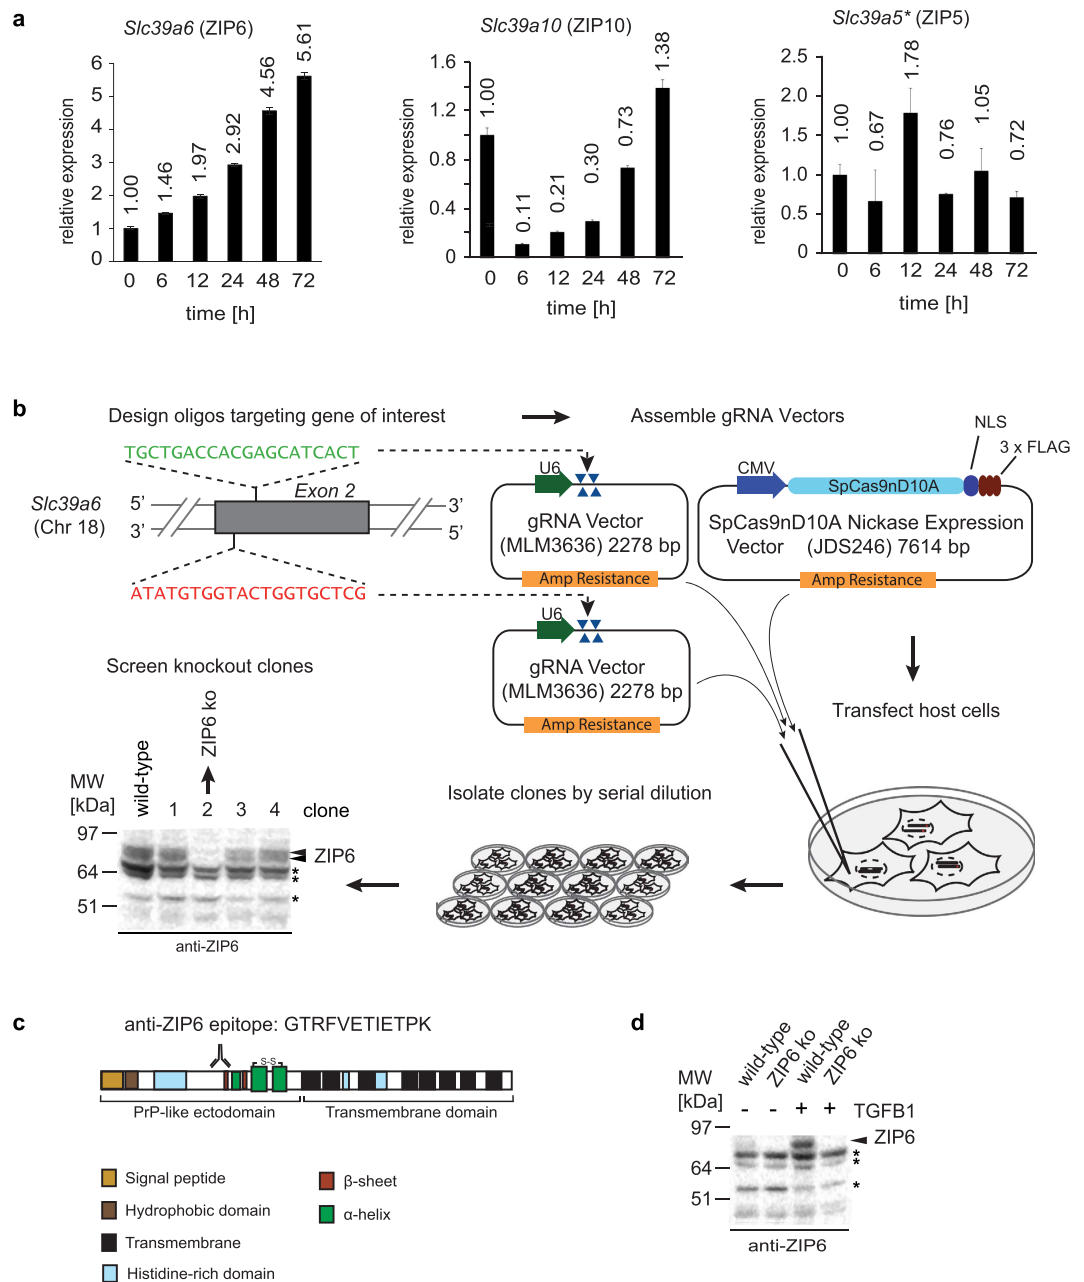 a
Slc39a6 (ZIP6)
relative expression
6
5
4
3
2
1
0
1.00
1.46
1.97
2.92
4.56
5.61
0 6 12 24 48 72
time [h]
Slc39a10 (ZIP10)
relative expression
1.6
1.2
0.8
0.4
0
1.00
0.11
0.21
0.30
0.73
1.38
0 6 12 24 48 72
time [h]
Slc39a5* (ZIP5)
relative expression
2.5
2.0
1.5
1.0
0.5
0
1.00
0.67
1.78
0.76
1.05
0.72
0 6 12 24 48 72
time [h]
b
Design oligos targeting gene of interest
Assemble gRNA Vectors
TGCTGACCACGAGCATCACT
Slc39a6
(Chr 18)
5’ 3’
3’ 5’
Exon 2
ATATGTGGTACTGGTGCTCG
U6
gRNA Vector
(MLM3636) 2278 bp
Amp Resistance
NLS
3 x FLAG
CMV
SpCas9nD10A
SpCas9nD10A Nickase Expression
Vector (JDS246) 7614 bp
Amp Resistance
U6
gRNA Vector
(MLM3636) 2278 bp
Amp Resistance
Transfect host cells
Isolate clones by serial dilution
Screen knockout clones
ZIP6 ko
MW
[kDa]
wild-type
1 2 3 4 clone
97
64
51
ZIP6
*
*
*
anti-ZIP6
c
anti-ZIP6 epitope: GTRFVETIETPK
S-S
PrP-like ectodomain
Transmembrane domain
Signal peptide
Hydrophobic domain
Transmembrane
Histidine-rich domain
β-sheet
α-helix
d
wild-type
ZIP6 ko
wild-type
ZIP6 ko
MW
[kDa]
- - + + TGFB1
97
64
51
ZIP6
*
*
*
anti-ZIP6